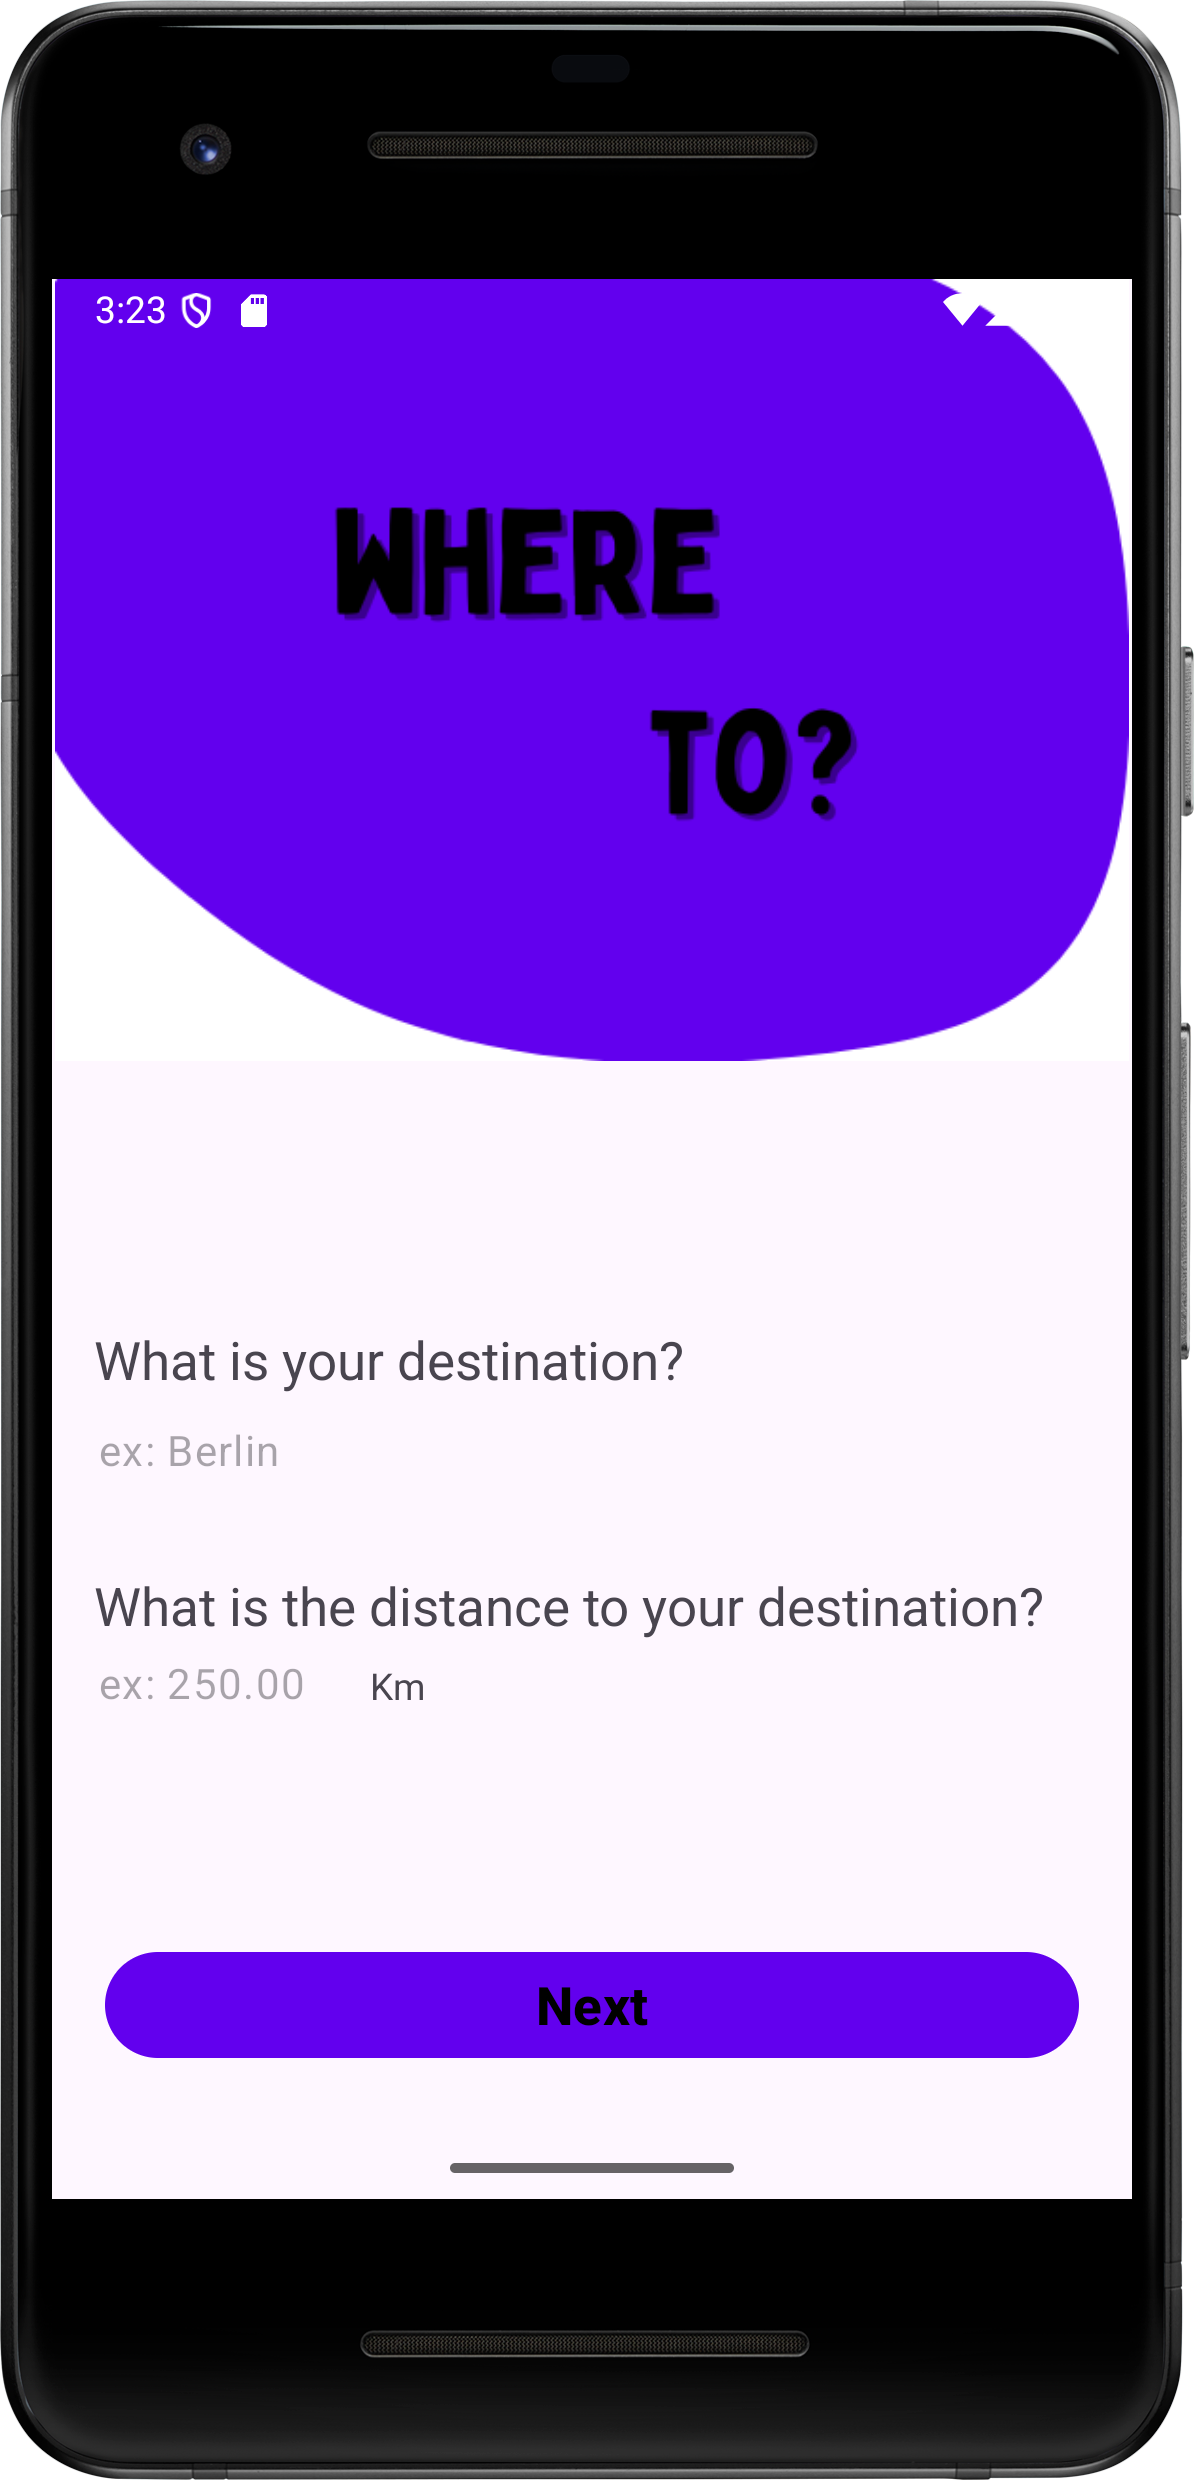 3:23
WHERE
TO?
What is your destination?
ex: Berlin
What is the distance to your destination?
ex: 250.00 Km
Next